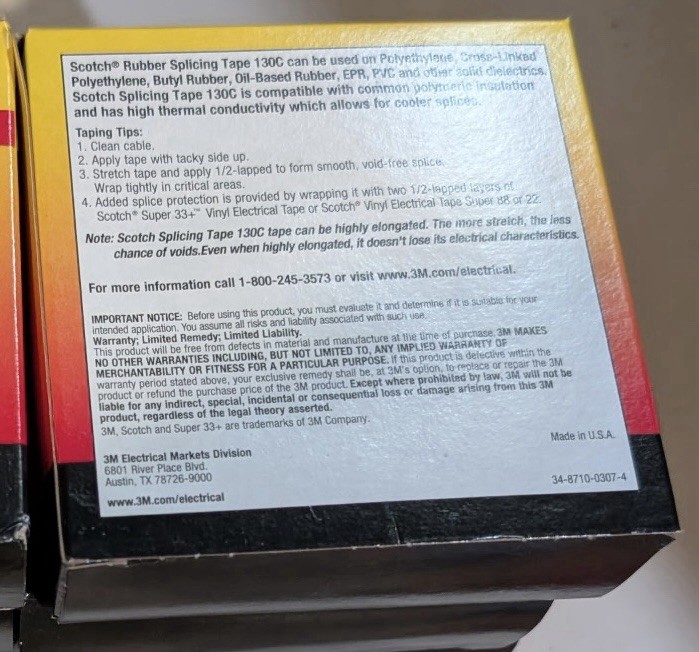 Scotch® Rubber Splicing Tape 130C can be used on Polyethylene, Cross-Linked
Polyethylene, Butyl Rubber, Oil-Based Rubber, EPR, PVC and other solid dielectrics.
Scotch Splicing Tape 130C is compatible with common polymeric insulation
and has high thermal conductivity which allows for cooler splices.
Taping Tips:
1. Clean cable.
2. Apply tape with tacky side up.
3. Stretch tape and apply 1/2-lapped to form smooth, void-free splice.
Wrap tightly in critical areas.
4. Added splice protection is provided by wrapping it with two 1/2-lapped layers of
Scotch® Super 33+™ Vinyl Electrical Tape or Scotch® Vinyl Electrical Tape Super 88 or 22.
Note: Scotch Splicing Tape 130C tape can be highly elongated. The more stretch, the less
chance of voids.Even when highly elongated, it doesn't lose its electrical characteristics.
For more information call 1-800-245-3573 or visit www.3M.com/electrical.
IMPORTANT NOTICE: Before using this product, you must evaluate it and determine if it is suitable for your
intended application. You assume all risks and liability associated with such use.
Warranty; Limited Remedy; Limited Liability.
This product will be free from defects in material and manufacture at the time of purchase. 3M MAKES
NO OTHER WARRANTIES INCLUDING, BUT NOT LIMITED TO, ANY IMPLIED WARRANTY OF
MERCHANTABILITY OR FITNESS FOR A PARTICULAR PURPOSE. If this product is defective within the
warranty period stated above, your exclusive remedy shall be, at 3M's option, to replace or repair the 3M
product or refund the purchase price of the 3M product. Except where prohibited by law, 3M will not be
liable for any indirect, special, incidental or consequential loss or damage arising from this 3M
product, regardless of the legal theory asserted.
3M, Scotch and Super 33+ are trademarks of 3M Company.
Made in U.S.A.
3M Electrical Markets Division
6801 River Place Blvd.
Austin, TX 78726-9000
34-8710-0307-4
www.3M.com/electrical